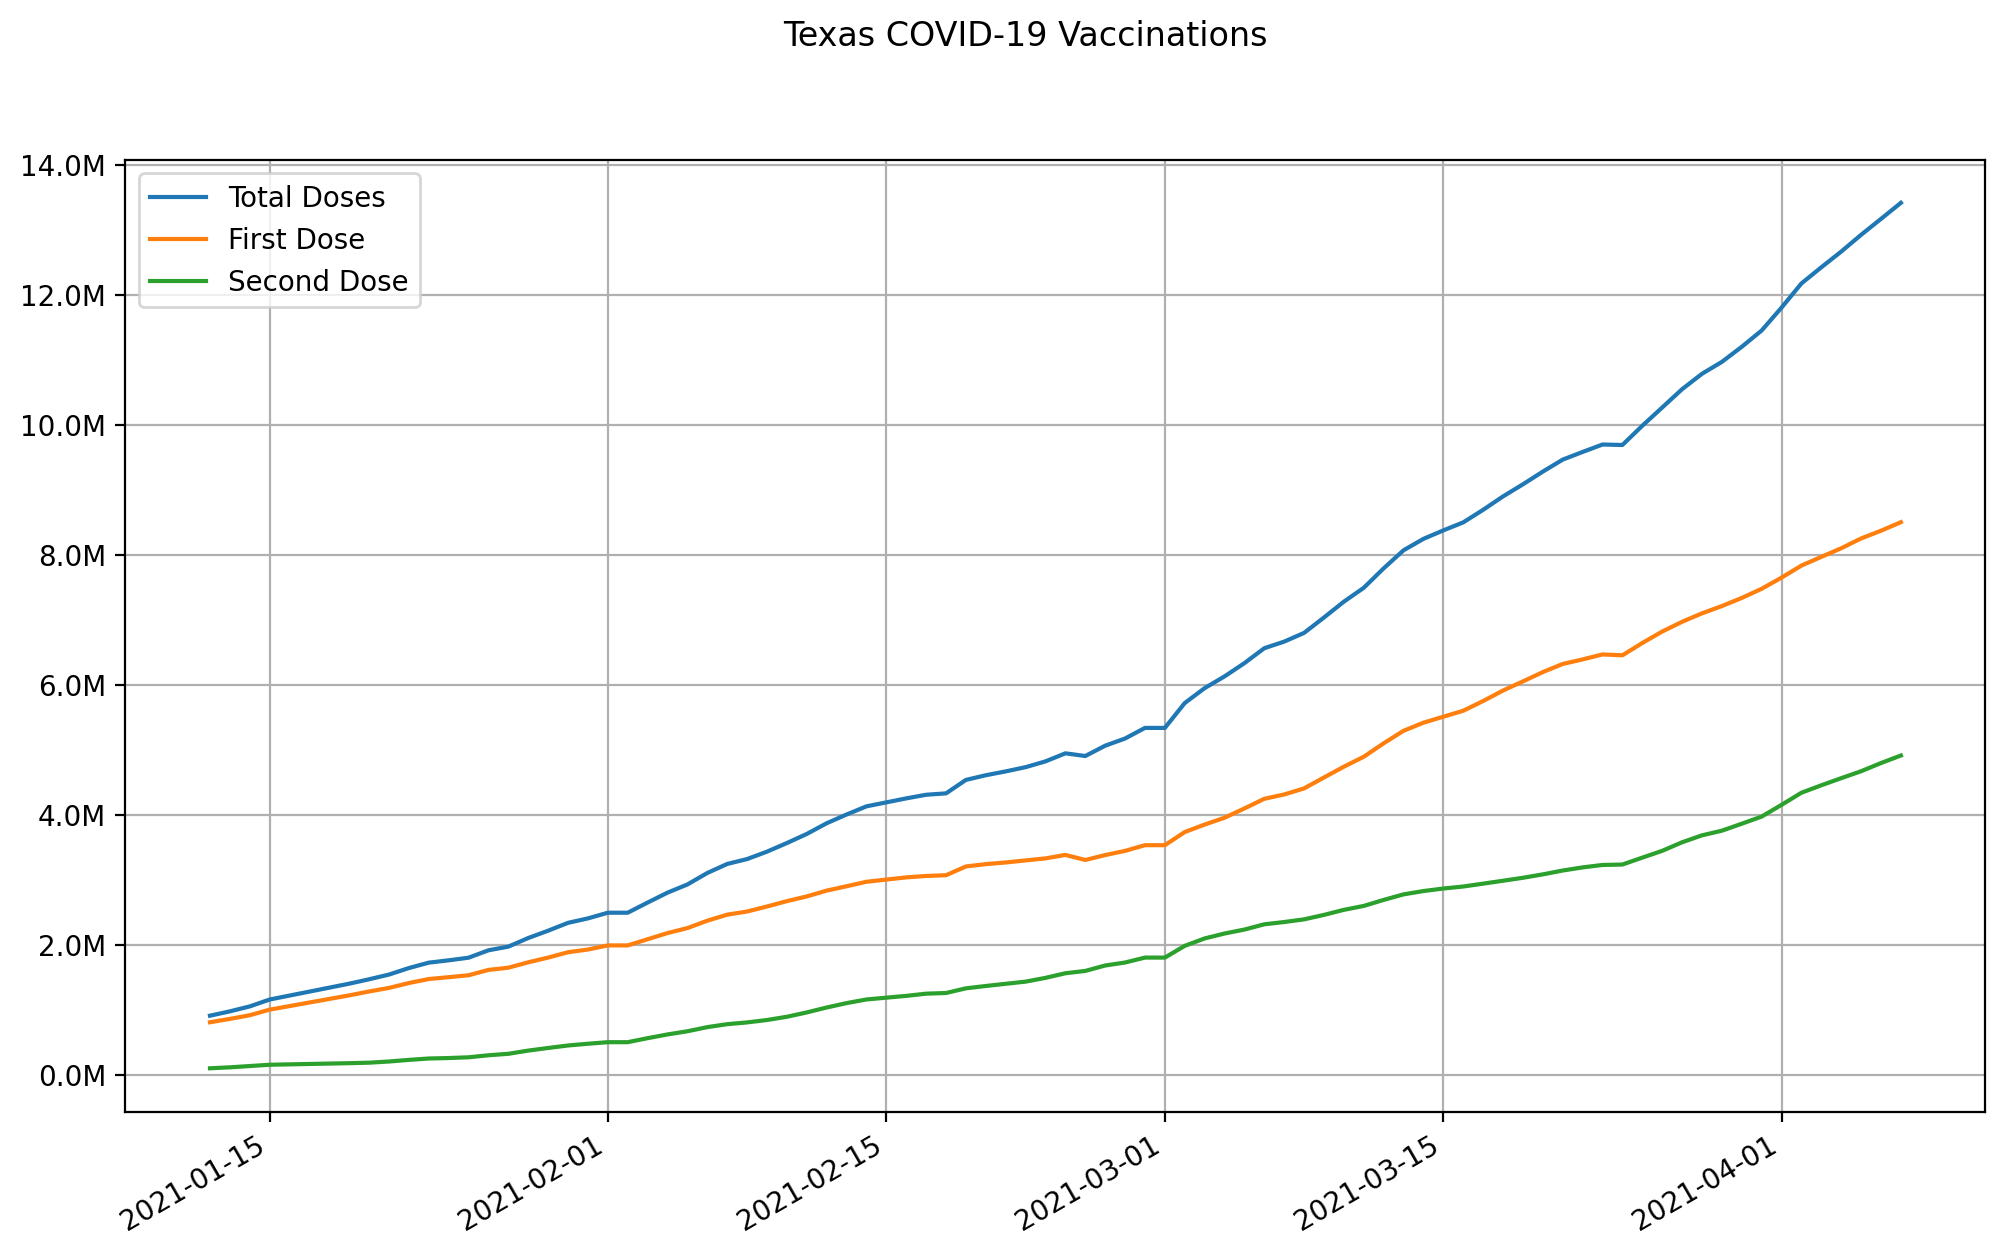 Texas COVID-19 Vaccinations
14.0M
12.0M
10.0M
8.0M
6.0M
4.0M
2.0M
0.0M
Total Doses
First Dose
Second Dose
2021-01-15
2021-02-01
2021-02-15
2021-03-01
2021-03-15
2021-04-01